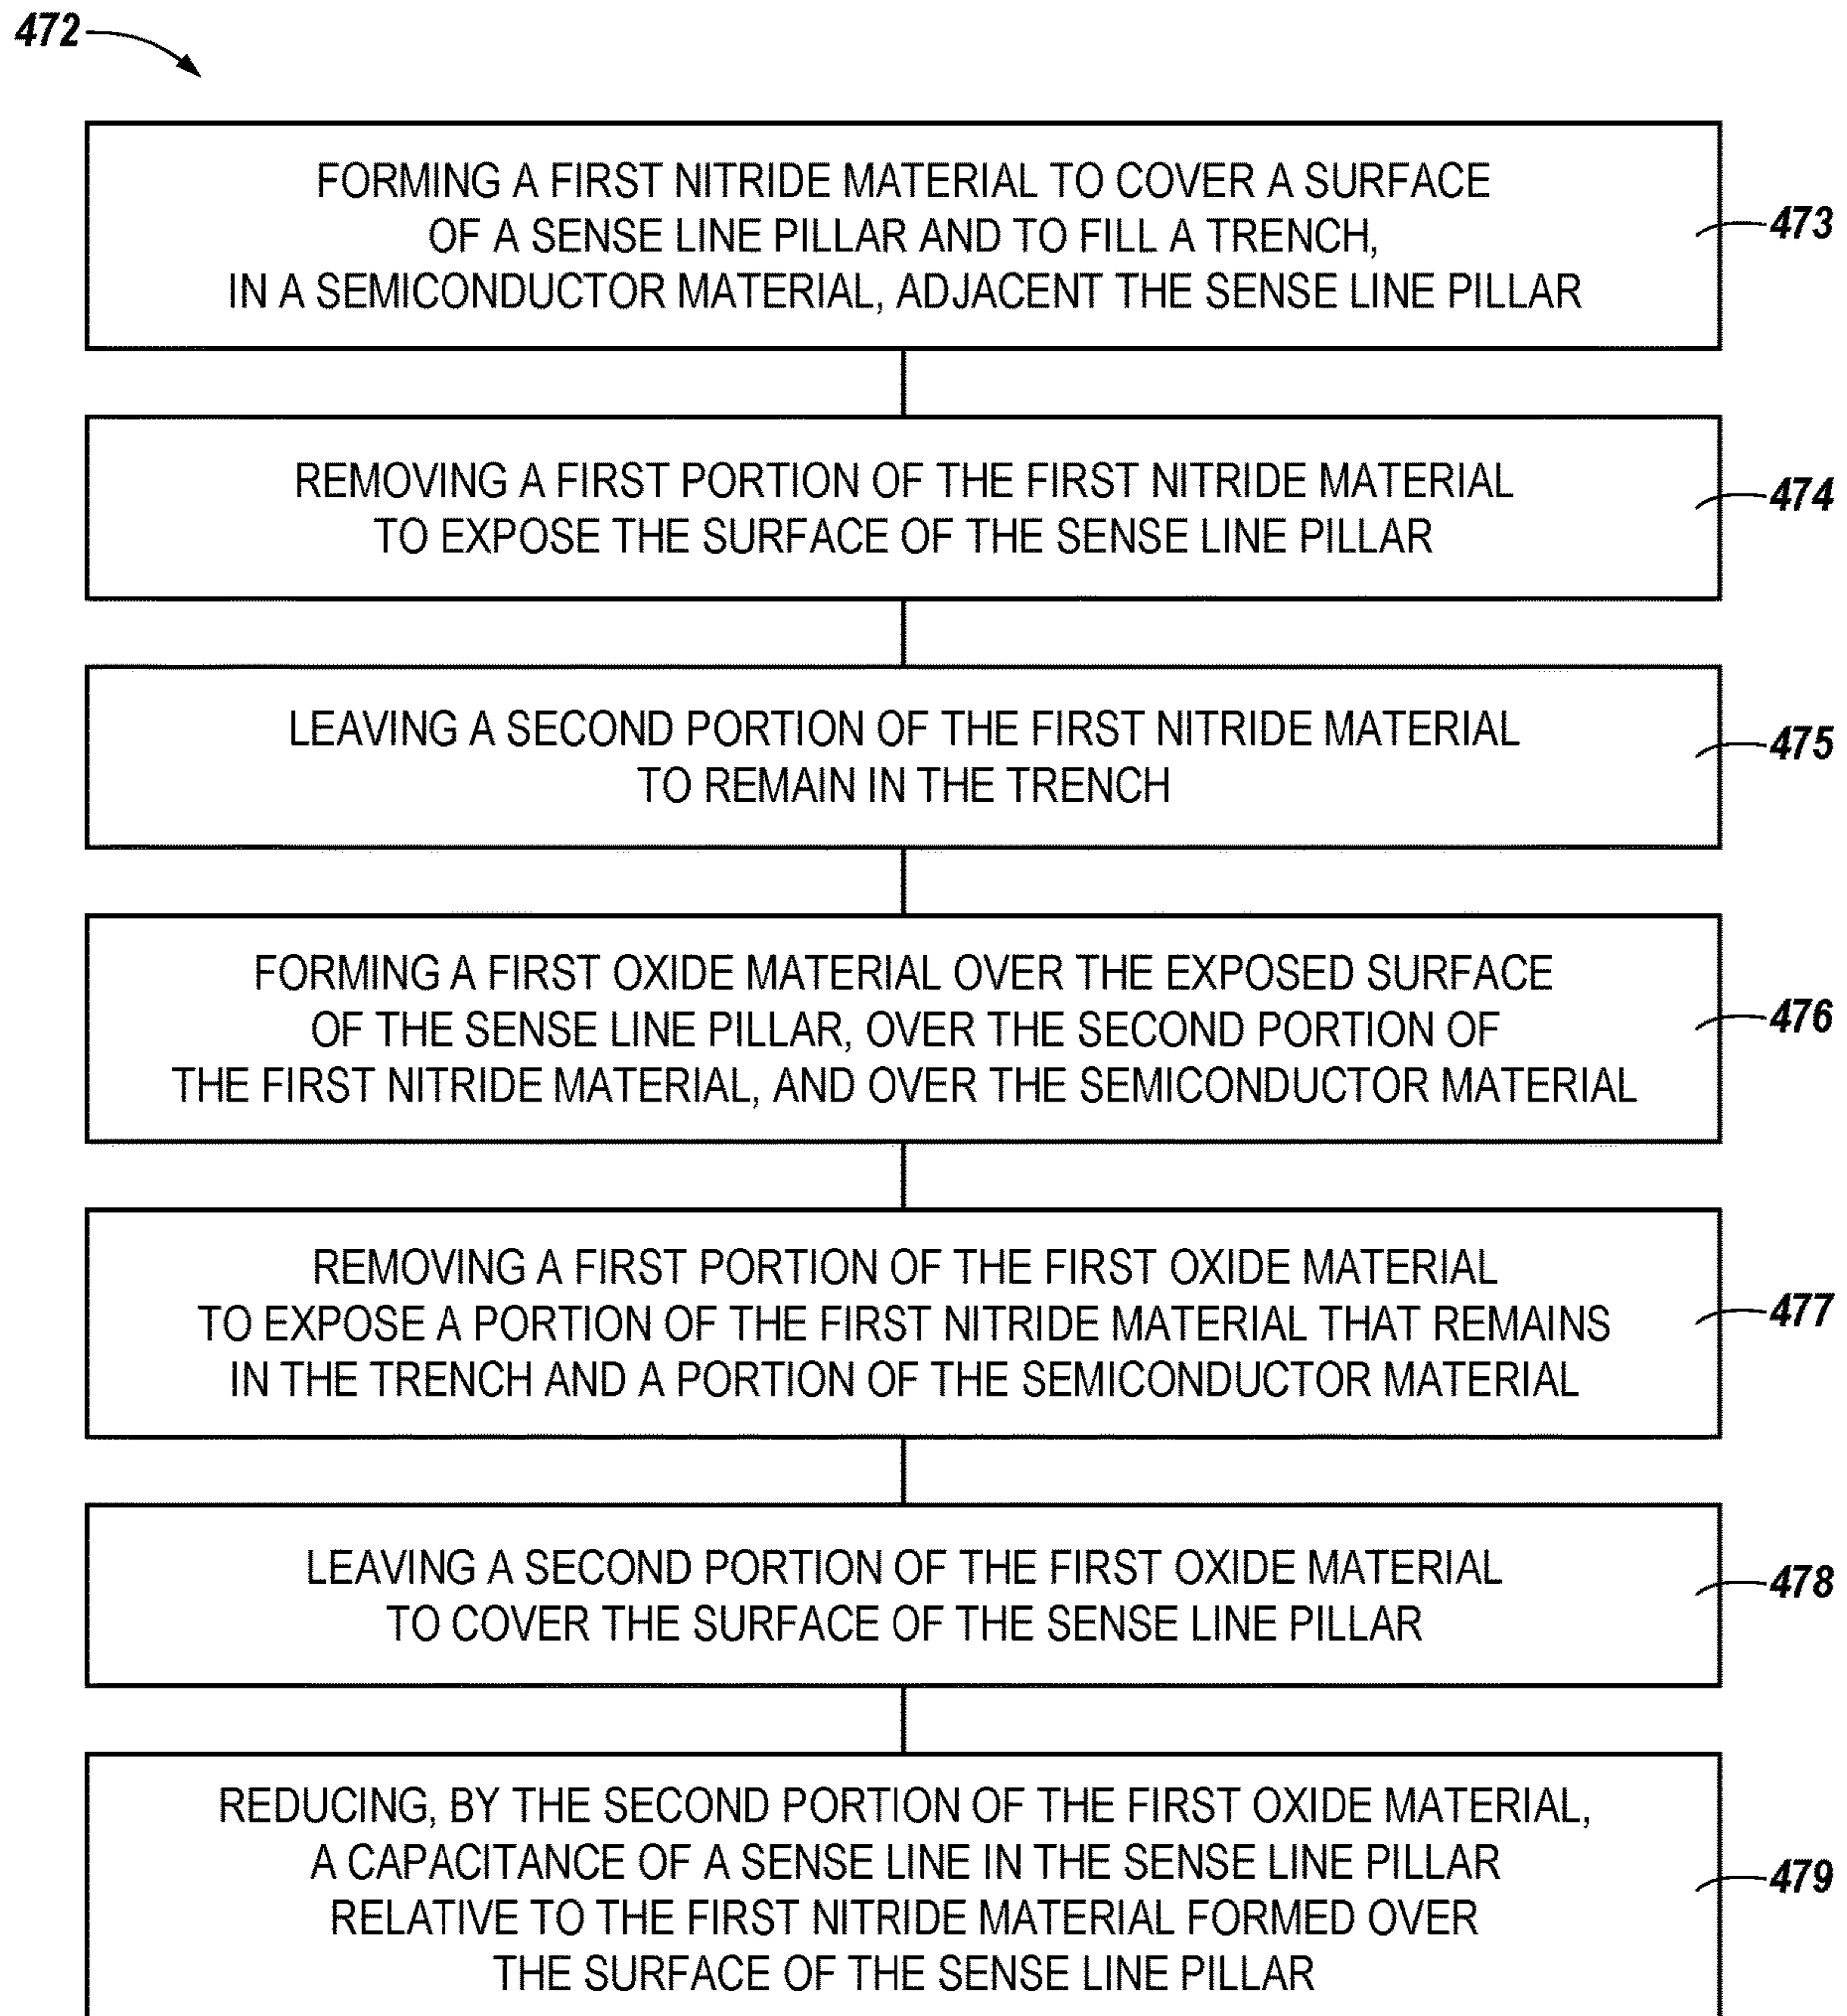 472
FORMING A FIRST NITRIDE MATERIAL TO COVER A SURFACE
OF A SENSE LINE PILLAR AND TO FILL A TRENCH,
IN A SEMICONDUCTOR MATERIAL, ADJACENT THE SENSE LINE PILLAR
473
REMOVING A FIRST PORTION OF THE FIRST NITRIDE MATERIAL
TO EXPOSE THE SURFACE OF THE SENSE LINE PILLAR
474
LEAVING A SECOND PORTION OF THE FIRST NITRIDE MATERIAL
TO REMAIN IN THE TRENCH
475
FORMING A FIRST OXIDE MATERIAL OVER THE EXPOSED SURFACE
OF THE SENSE LINE PILLAR, OVER THE SECOND PORTION OF
THE FIRST NITRIDE MATERIAL, AND OVER THE SEMICONDUCTOR MATERIAL
476
REMOVING A FIRST PORTION OF THE FIRST OXIDE MATERIAL
TO EXPOSE A PORTION OF THE FIRST NITRIDE MATERIAL THAT REMAINS
IN THE TRENCH AND A PORTION OF THE SEMICONDUCTOR MATERIAL
477
LEAVING A SECOND PORTION OF THE FIRST OXIDE MATERIAL
TO COVER THE SURFACE OF THE SENSE LINE PILLAR
478
REDUCING, BY THE SECOND PORTION OF THE FIRST OXIDE MATERIAL,
A CAPACITANCE OF A SENSE LINE IN THE SENSE LINE PILLAR
RELATIVE TO THE FIRST NITRIDE MATERIAL FORMED OVER
THE SURFACE OF THE SENSE LINE PILLAR
479